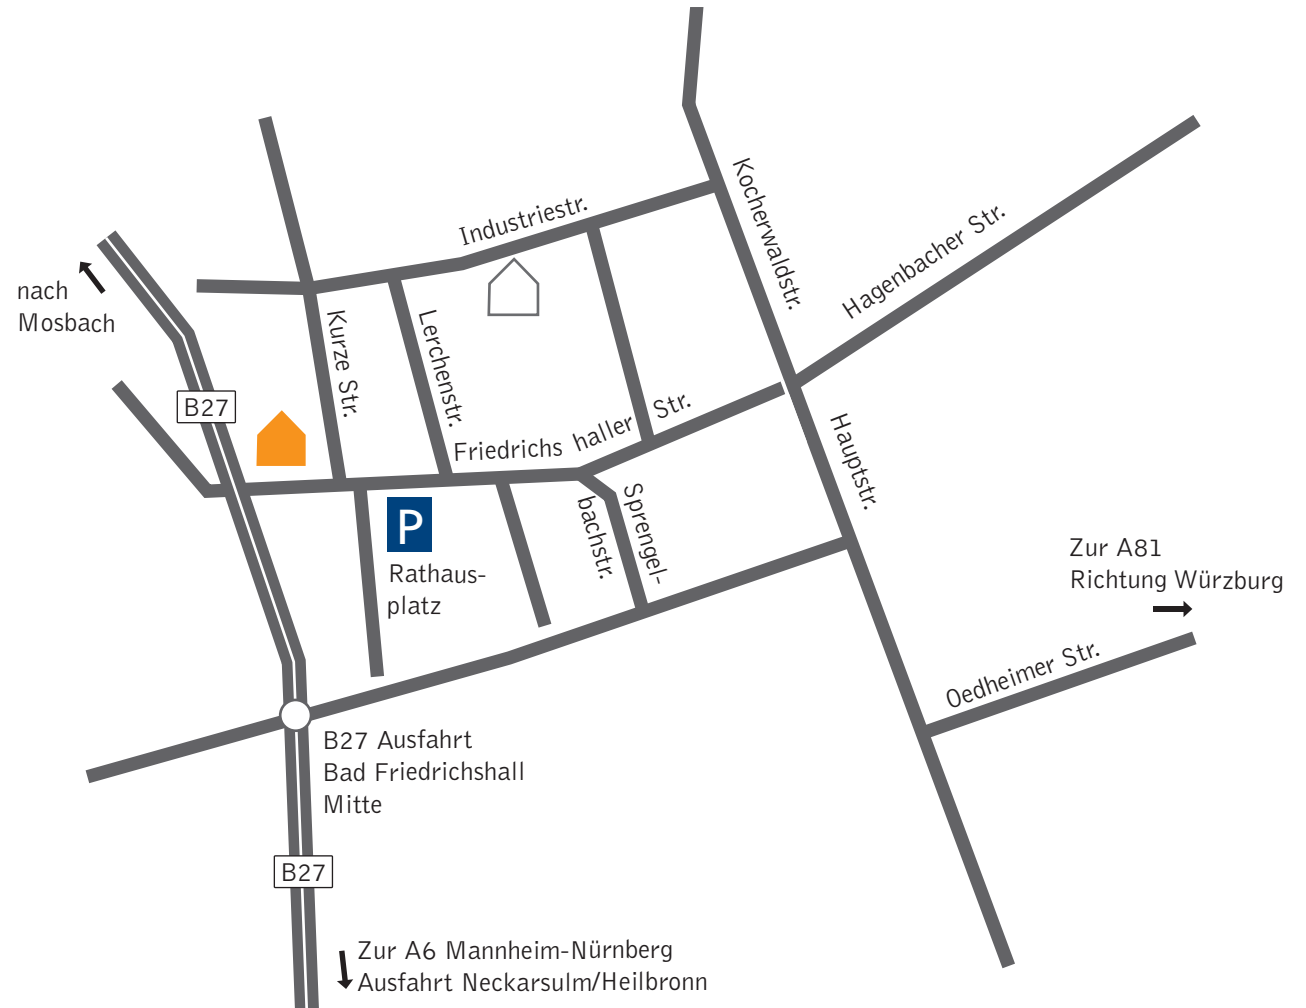 Kocherwaldstr.
Industriestr.
Hagenbacher Str.
nach
Mosbach
Kurze Str.
Lerchenstr.
B27
Friedrichs haller Str.
Hauptstr.
Sprengel-
bachstr.
P
Rathaus-
platz
Zur A81
Richtung Würzburg
Oedheimer Str.
B27 Ausfahrt
Bad Friedrichshall
Mitte
B27
Zur A6 Mannheim-Nürnberg
Ausfahrt Neckarsulm/Heilbronn